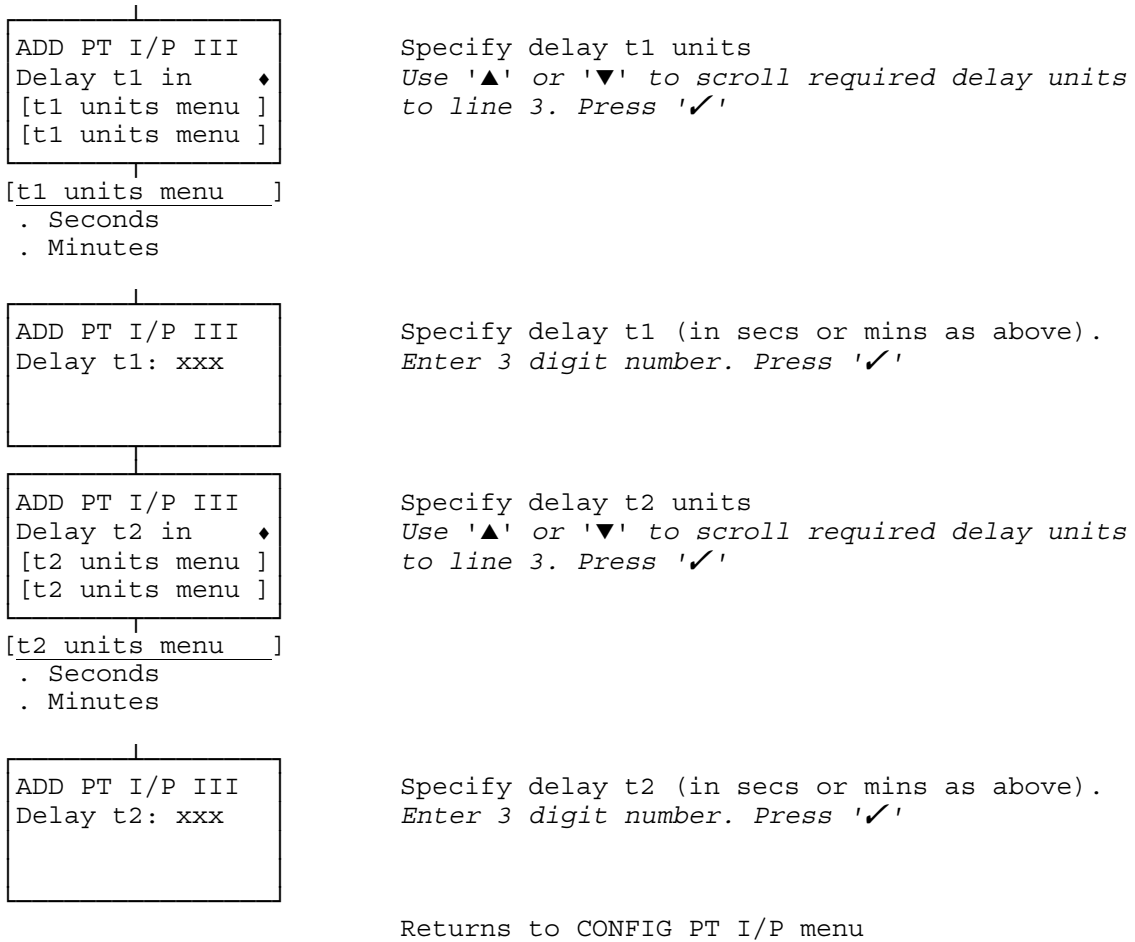 ADD PT I/P III Specify delay t1 units
Delay t1 in ♦ Use '▲' or '▼' to scroll required delay units
[t1 units menu ] to line 3. Press '✓'
[t1 units menu ]
[t1 units menu ]
. Seconds
. Minutes
ADD PT I/P III Specify delay t1 (in secs or mins as above).
Delay t1: xxx Enter 3 digit number. Press '✓'
ADD PT I/P III Specify delay t2 units
Delay t2 in ♦ Use '▲' or '▼' to scroll required delay units
[t2 units menu ] to line 3. Press '✓'
[t2 units menu ]
[t2 units menu ]
. Seconds
. Minutes
ADD PT I/P III Specify delay t2 (in secs or mins as above).
Delay t2: xxx Enter 3 digit number. Press '✓'
Returns to CONFIG PT I/P menu